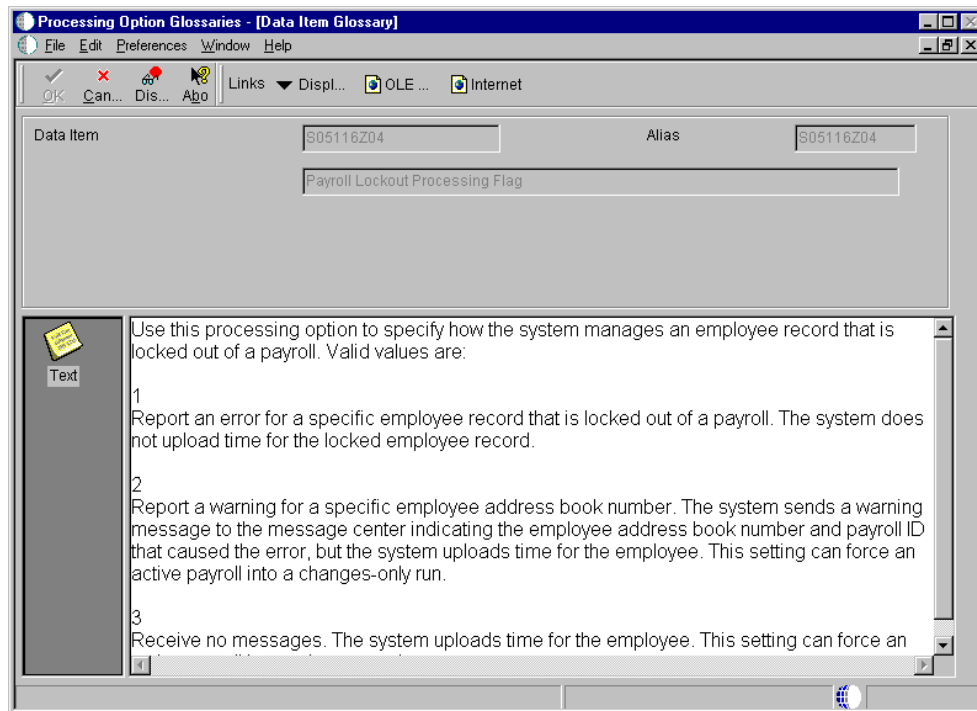 Processing Option Glossaries - [Data Item Glossary]
File Edit Preferences Window Help
OK Can... Dis... Abo Links Displ... OLE ... Internet
Data Item S05116Z04 Alias S05116Z04
Payroll Lockout Processing Flag
Text
Use this processing option to specify how the system manages an employee record that is
locked out of a payroll. Valid values are:
1
Report an error for a specific employee record that is locked out of a payroll. The system does
not upload time for the locked employee record.
2
Report a warning for a specific employee address book number. The system sends a warning
message to the message center indicating the employee address book number and payroll ID
that caused the error, but the system uploads time for the employee. This setting can force an
active payroll into a changes-only run.
3
Receive no messages. The system uploads time for the employee. This setting can force an